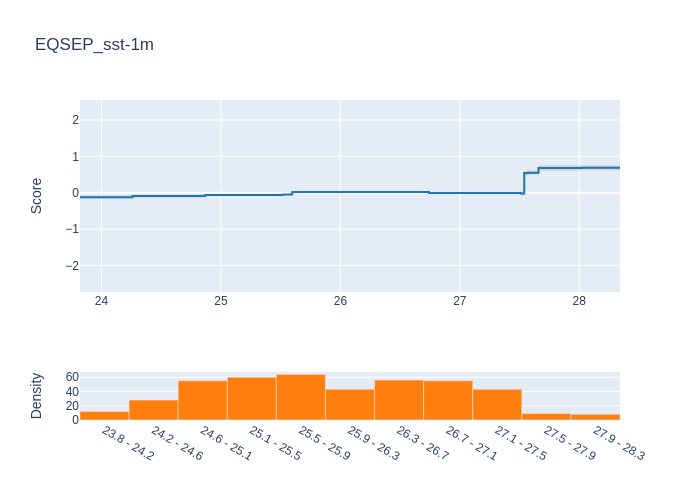 EQSEP_sst-1m
Score
2
1
0
−1
−2
24
25
26
27
28
Density
60
40
20
0
23.8 - 24.2
24.2 - 24.6
24.6 - 25.1
25.1 - 25.5
25.5 - 25.9
25.9 - 26.3
26.3 - 26.7
26.7 - 27.1
27.1 - 27.5
27.5 - 27.9
27.9 - 28.3